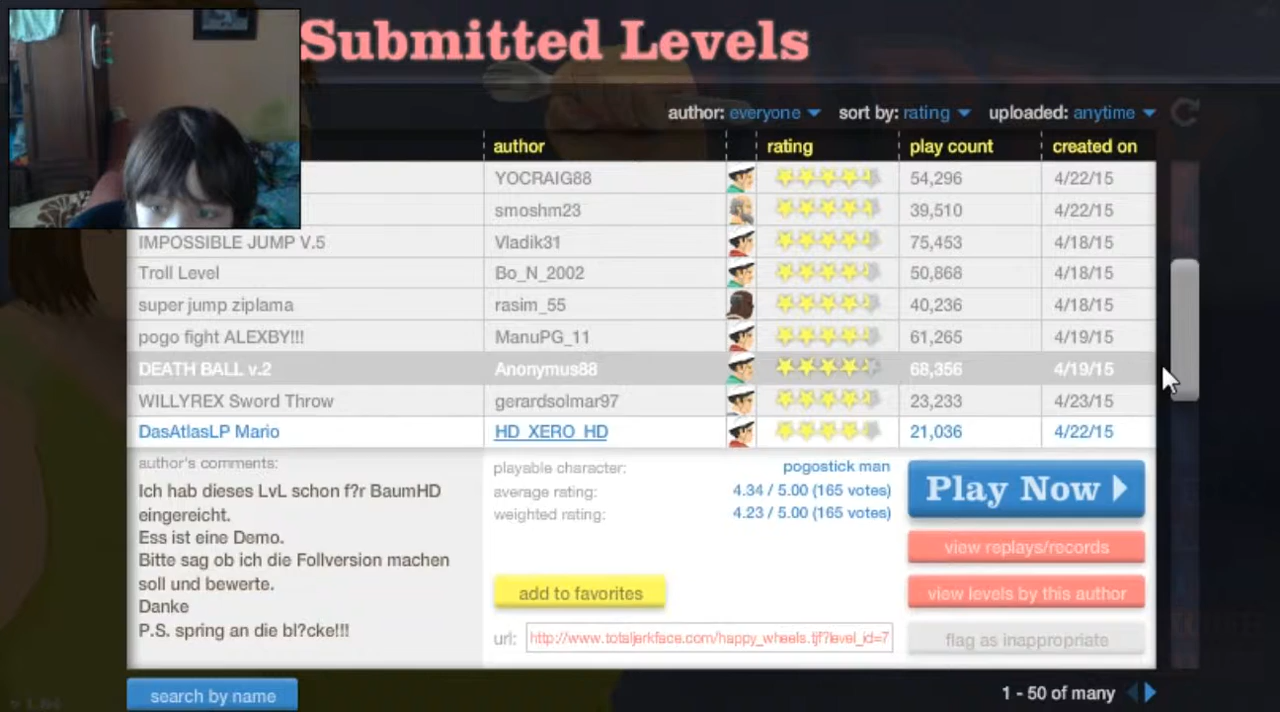 Submitted Levels
author: everyone sort by: rating uploaded: anytime
author rating play count created on
YOCRAIG88 54,296 4/22/15
smoshm23 39,510 4/22/15
IMPOSSIBLE JUMP V.5 Vladik31 75,453 4/18/15
Troll Level Bo_N_2002 50,868 4/18/15
super jump ziplama rasim_55 40,236 4/18/15
pogo fight ALEXBY!!! ManuPG_11 61,265 4/19/15
DEATH BALL v.2 Anonymus88 68,356 4/19/15
WILLYREX Sword Throw gerardsolmar97 23,233 4/23/15
DasAtlasLP Mario HD_XERO_HD 21,036 4/22/15
author's comments:
Ich hab dieses LvL schon f?r BaumHD
eingereicht.
Ess ist eine Demo.
Bitte sag ob ich die Follversion machen
soll und bewerte.
Danke
P.S. spring an die bl?cke!!!
playable character: pogostick man
average rating: 4.34 / 5.00 (165 votes)
weighted rating: 4.23 / 5.00 (165 votes)
add to favorites
url: http://www.totaljerkface.com/happy_wheels.tjf?level_id=7
Play Now
view replays/records
view levels by this author
flag as inappropriate
search by name
1 - 50 of many